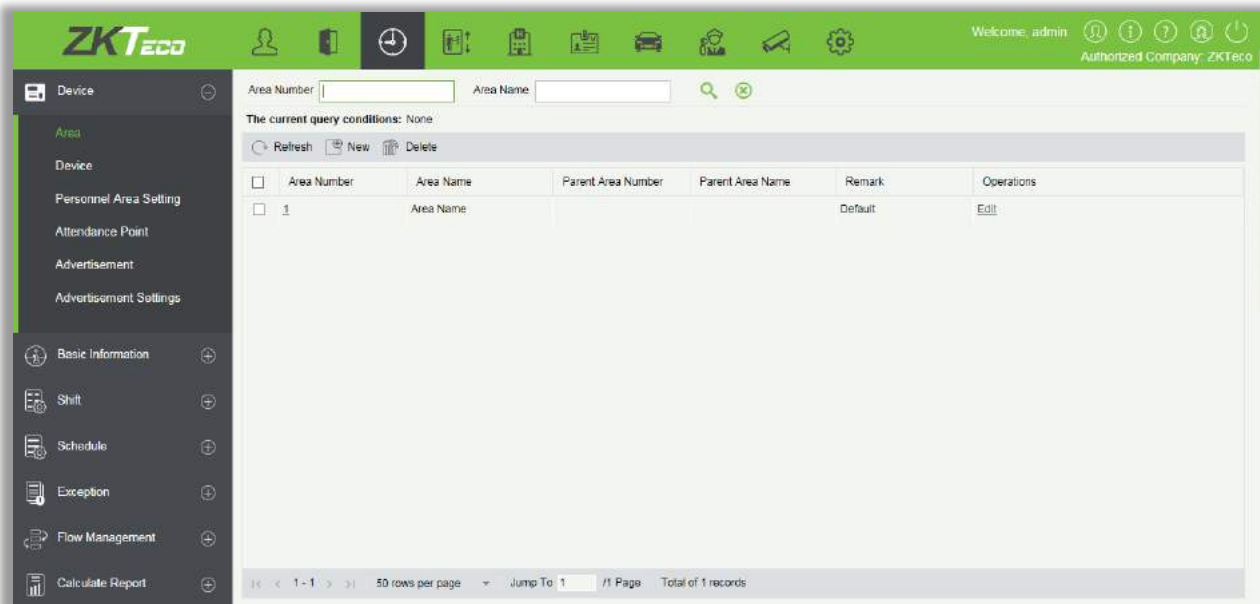 ZKTECO
Welcome, admin
Authorized Company: ZKTeco
Device
Area
Device
Personnel Area Setting
Attendance Point
Advertisement
Advertisement Settings
Basic Information
Shift
Schedule
Exception
Flow Management
Calculate Report
Area Number Area Name
The current query conditions: None
Refresh New Delete
Area Number Area Name Parent Area Number Parent Area Name Remark Operations
1 Area Name Default Edit
1 - 1 50 rows per page Jump To 1 /1 Page Total of 1 records